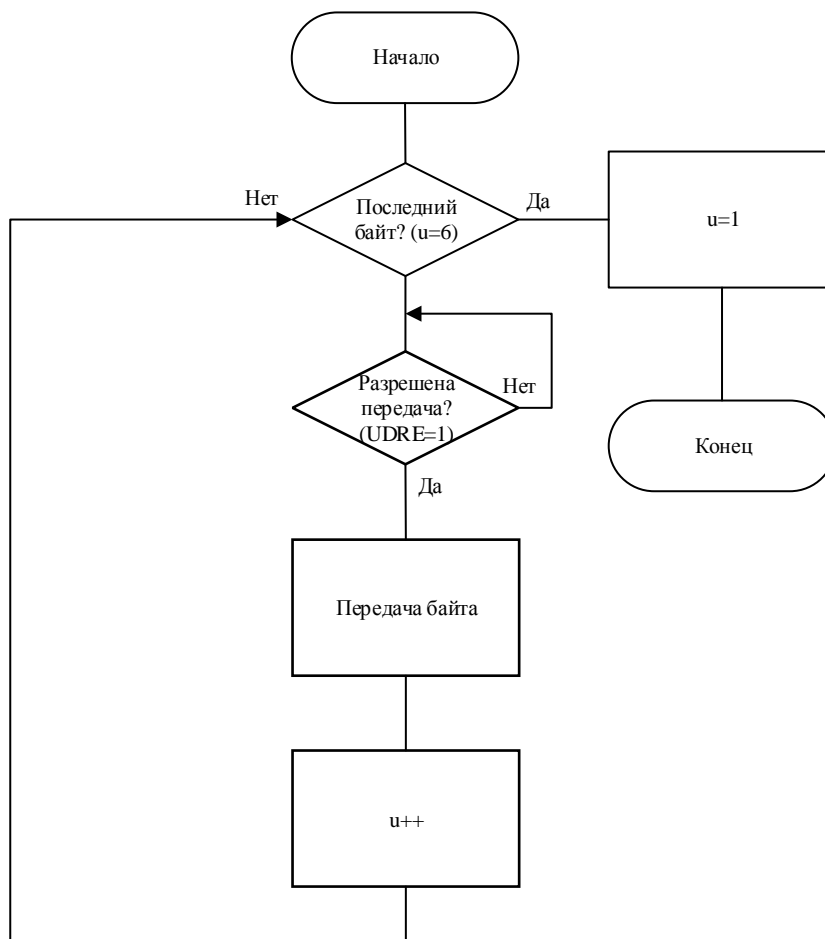 Начало
Нет
Да
Последний
байт? (u=6)
u=1
Разрешена
передача?
(UDRE=1)
Нет
Конец
Да
Передача байта
u++